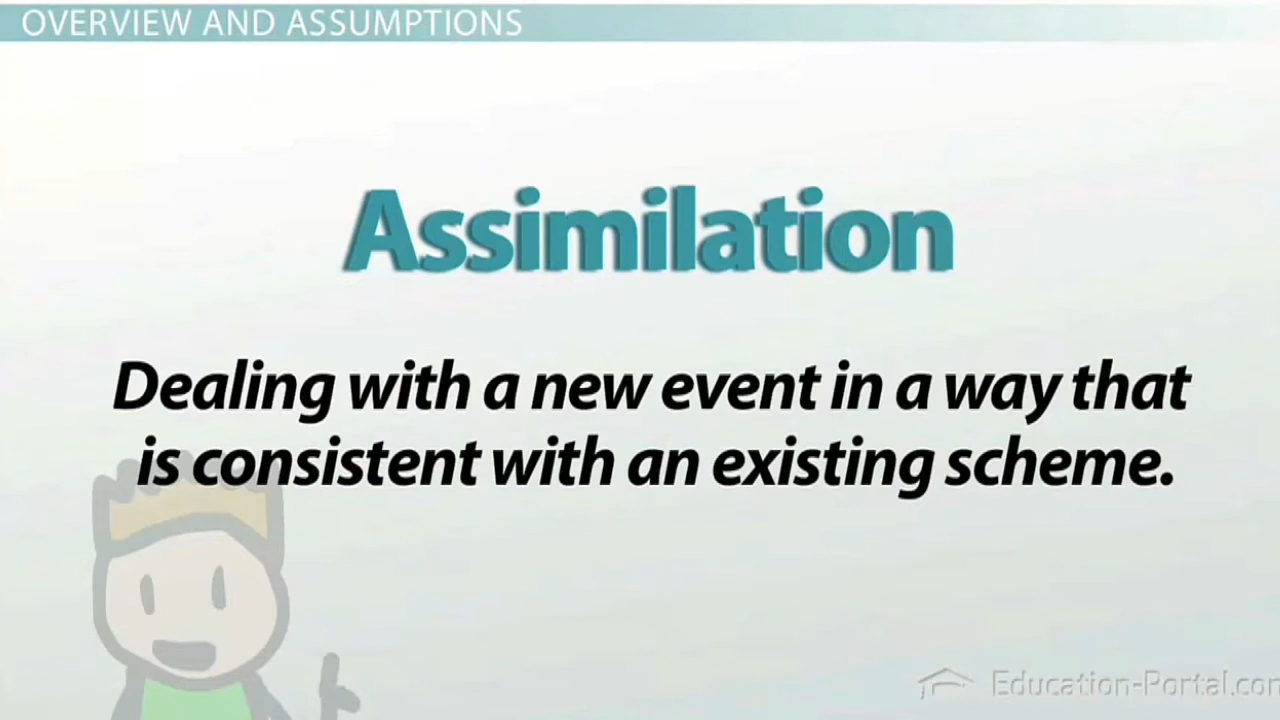 OVERVIEW AND ASSUMPTIONS
Assimilation
Dealing with a new event in a way that
is consistent with an existing scheme.
Education-Portal.com